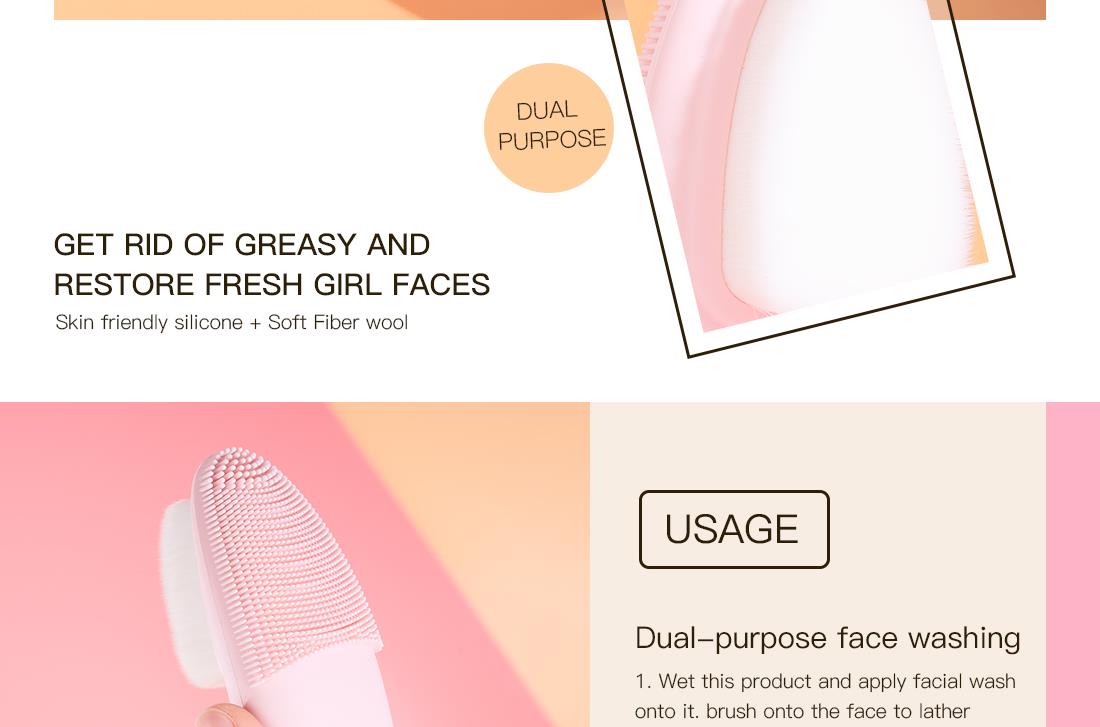 DUAL
PURPOSE
GET RID OF GREASY AND
RESTORE FRESH GIRL FACES
Skin friendly silicone + Soft Fiber wool
USAGE
Dual–purpose face washing
1. Wet this product and apply facial wash
onto it. brush onto the face to lather